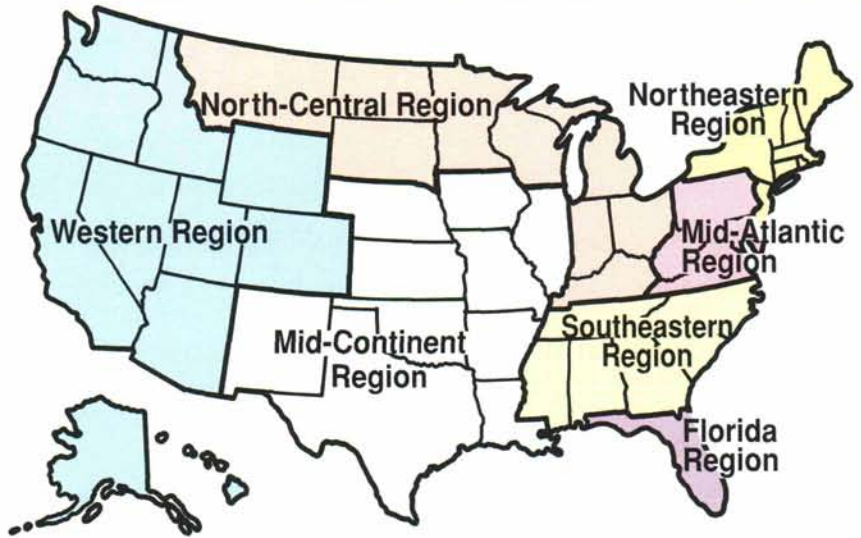 North-Central Region
Northeastern
Region
Western Region
Mid-Atlantic
Region
Mid-Continent
Region
Southeastern
Region
Florida
Region